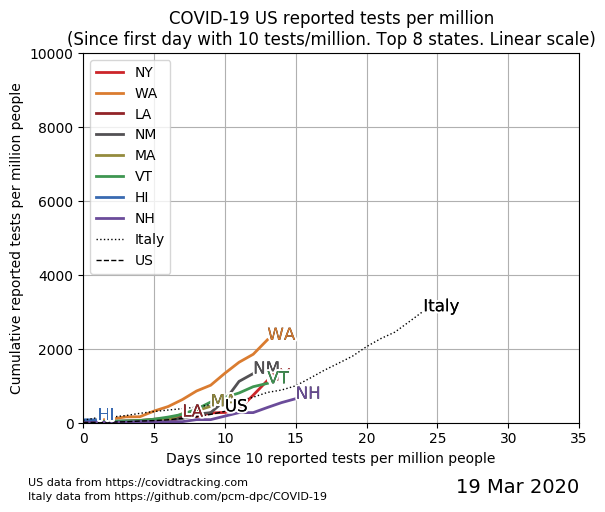 COVID-19 US reported tests per million
(Since first day with 10 tests/million. Top 8 states. Linear scale)
Cumulative reported tests per million people
10000
8000
6000
4000
2000
0
NY
WA
LA
NM
MA
VT
HI
NH
Italy
US
Italy
WA
NM
VT
NH
MA
US
LA
HI
0 5 10 15 20 25 30 35
Days since 10 reported tests per million people
US data from https://covidtracking.com
Italy data from https://github.com/pcm-dpc/COVID-19
19 Mar 2020